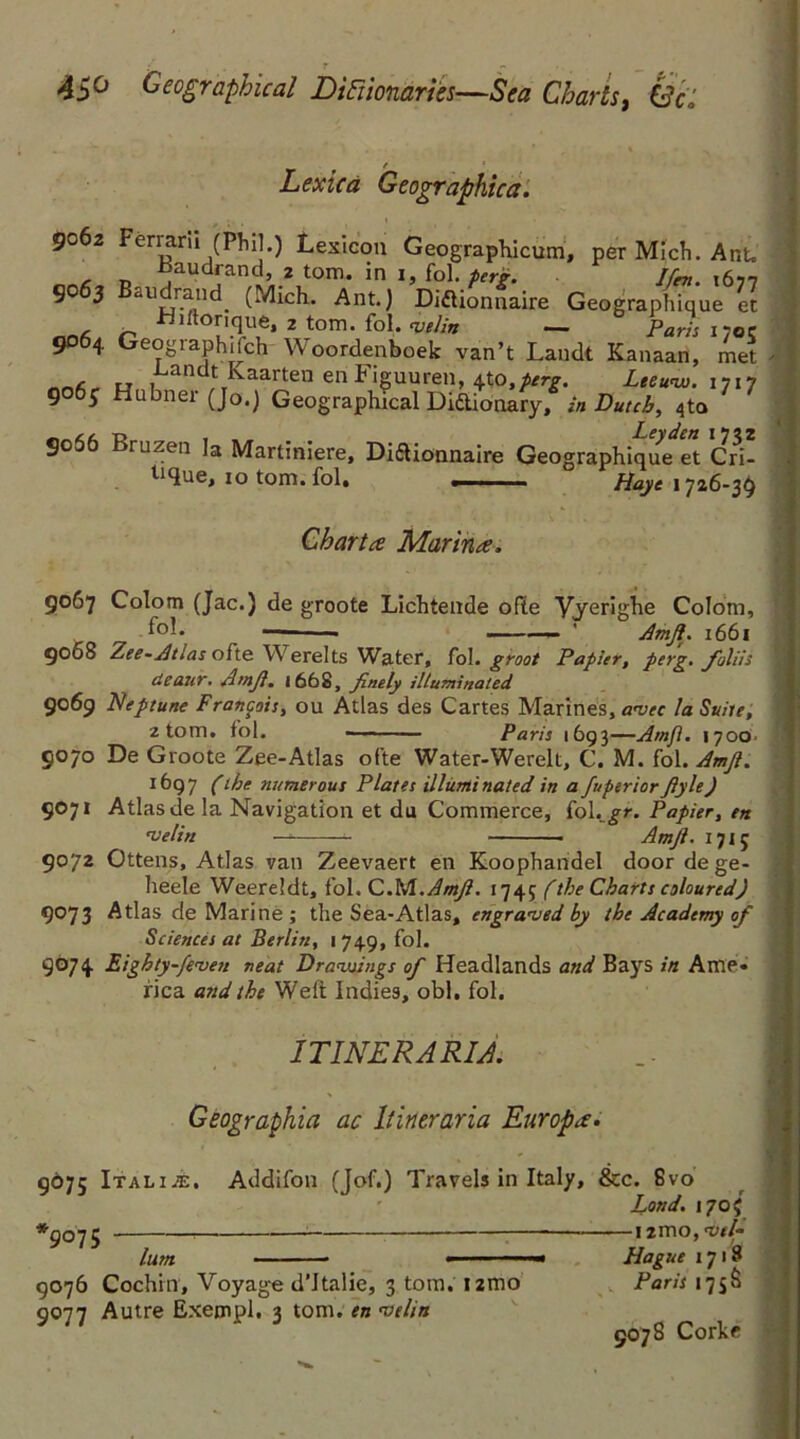 450 Geographical Dictionaries—Sea Charts, &c.
Lexica Geographica.
9062 Ferrarii (Phil.) Lexicon Geographicum, per Mich. Ant.
Baudrand, 2 tom. in 1, fol. perg. Isen. 1677
9063 Baudrand (Mich. Ant.) Dictionnaire Geographique et
Historique, 2 tom. fol. velin — Paris 1705
9064 Geographisch Woordenboek van't Landt Kanaan, met
Landt Kaarten en Figuuren, 4to, perg. Leeuw. 1717
9065 Hubner (Jo.) Geographical Dictionary, in Dutch, 4to
Leyden 1732
9066 Bruzen la Martiniere, Dictionnaire Geographique et Cri-
tique, 10 tom. fol. —— Haye 1726-39
Chartæ Marinæ.
9067 Colom (Jac.) de groote Lichtende ofte Vyerighe Colom,
fol. —— —— Amst. 1661
9068 Zee-Atlas ofte Werelts Water, fol. groot Papier, perg. foliis
deaur. Amst. 1668, finely illuminated
9069 Neptune François, ou Atlas des Cartes Marines, avec la Suite,
2 tom. fol. —— Paris 1693—Amst. 1700
9070 De Groote Zee-Atlas ofte Water-Werelt, C. M. fol. Amst.
1697 (the numerous Plates illuminated in a superior style)
9071 Atlas de la Navigation et du Commerce, fol. gr. Papier, en
velin —— —— Amst. 1715
9072 Ottens, Atlas van Zeevaert en Koophandel door de ge-
heele Weereldt, fol. C.M. Amst. 1745 (the Charts coloured)
9073 Atlas de Marine; the Sea-Atlas, engraved by the Academy of
Sciences at Berlin, 1749, fol.
9074 Eighty-seven neat Drawings of Headlands and Bays in Ame-
rica and the West Indies, obl. fol.
ITINERARIA.
Geographia ac Itineraria Europæ.
9075 ITALIÆ. Addison (Jos.) Travels in Italy, &c. 8vo
Lond. 1705
*9075 —————— 12mo, vel-
lum —— —— Hague 1718
9076 Cochin, Voyage d'Italie, 3 tom. 12mo Paris 1758
9077 Autre Exempl. 3 tom. en velin
9078 Corke